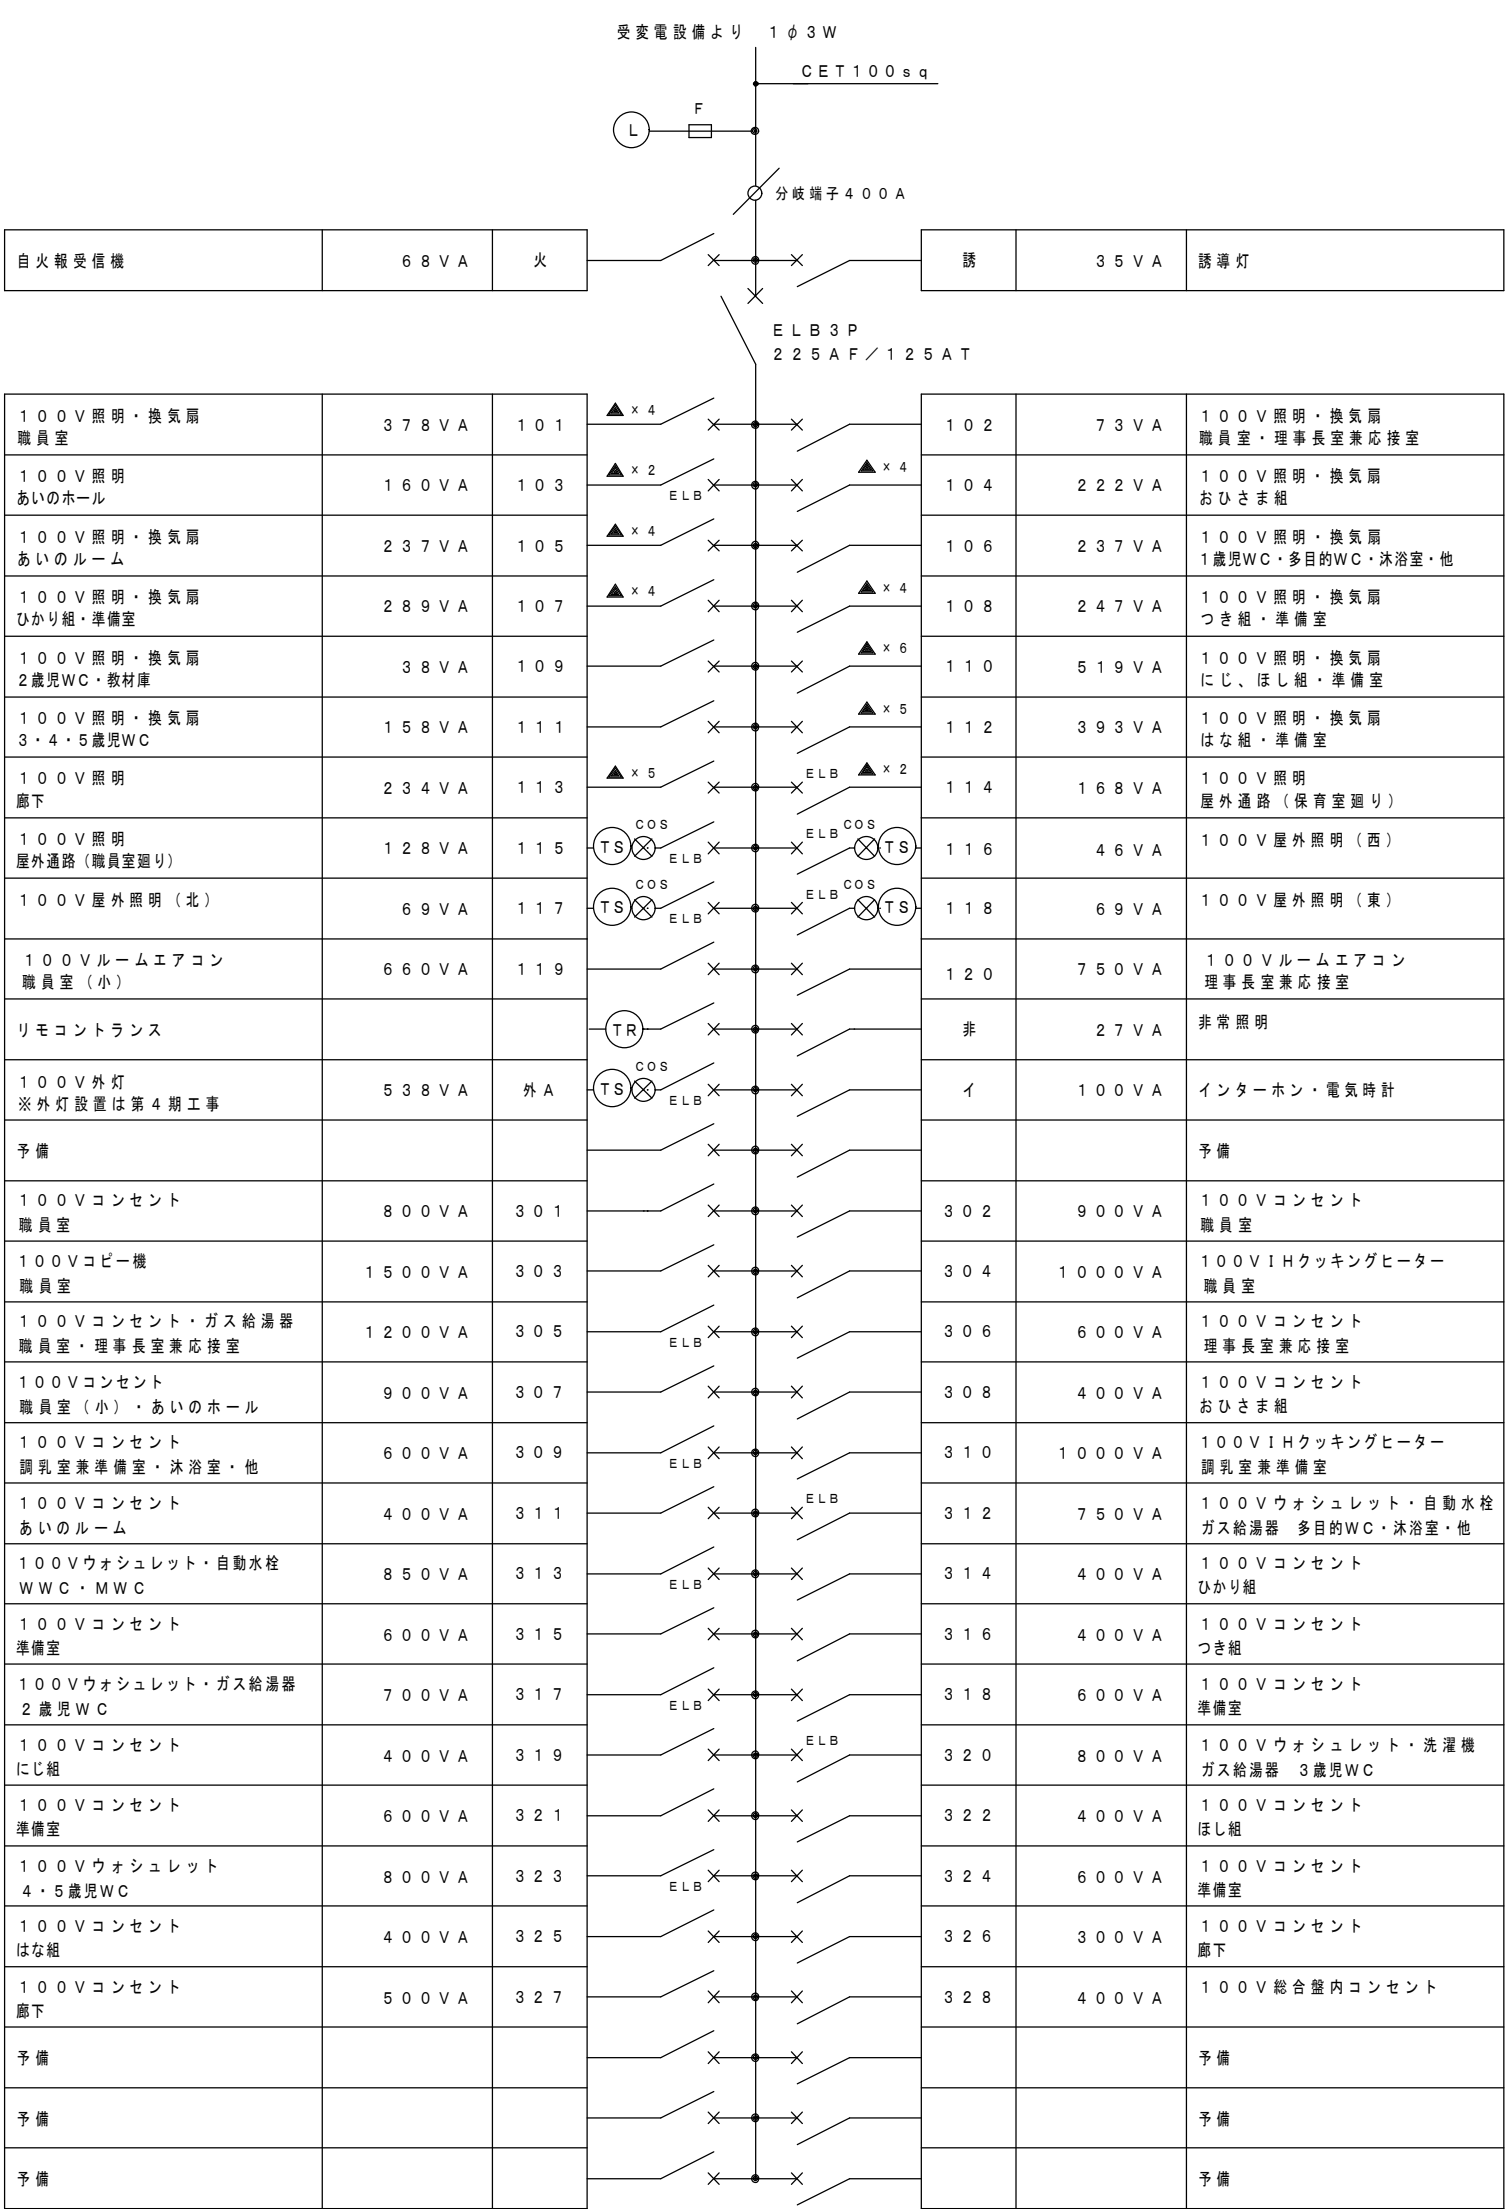 受変電設備より　1φ3W
CET100sq
F
L
分岐端子400A
自火報受信機 68VA 火 誘 35VA 誘導灯
ELB3P
225AF／125AT
100V照明・換気扇
職員室 378VA 101 ▲×4 102 73VA 100V照明・換気扇
職員室・理事長室兼応接室
100V照明
あいのホール 160VA 103 ▲×2 ELB ▲×4 104 222VA 100V照明・換気扇
おひさま組
100V照明・換気扇
あいのルーム 237VA 105 ▲×4 106 237VA 100V照明・換気扇
1歳児WC・多目的WC・沐浴室・他
100V照明・換気扇
ひかり組・準備室 289VA 107 ▲×4 ▲×4 108 247VA 100V照明・換気扇
つき組・準備室
100V照明・換気扇
2歳児WC・教材庫 38VA 109 ▲×6 110 519VA 100V照明・換気扇
にじ、ほし組・準備室
100V照明・換気扇
3・4・5歳児WC 158VA 111 ▲×5 112 393VA 100V照明・換気扇
はな組・準備室
100V照明
廊下 234VA 113 ▲×5 ELB ▲×2 114 168VA 100V照明
屋外通路（保育室廻り）
100V照明
屋外通路（職員室廻り） 128VA 115 TS COS ELB ELB COS TS 116 46VA 100V屋外照明（西）
100V屋外照明（北） 69VA 117 TS COS ELB ELB COS TS 118 69VA 100V屋外照明（東）
100Vルームエアコン
職員室（小） 660VA 119 120 750VA 100Vルームエアコン
理事長室兼応接室
リモコントランス TR 非 27VA 非常照明
100V外灯
※外灯設置は第4期工事 538VA 外A TS COS ELB イ 100VA インターホン・電気時計
予備 予備
100Vコンセント
職員室 800VA 301 302 900VA 100Vコンセント
職員室
100Vコピー機
職員室 1500VA 303 304 1000VA 100VIHクッキングヒーター
職員室
100Vコンセント・ガス給湯器
職員室・理事長室兼応接室 1200VA 305 ELB 306 600VA 100Vコンセント
理事長室兼応接室
100Vコンセント
職員室（小）・あいのホール 900VA 307 308 400VA 100Vコンセント
おひさま組
100Vコンセント
調乳室兼準備室・沐浴室・他 600VA 309 ELB 310 1000VA 100VIHクッキングヒーター
調乳室兼準備室
100Vコンセント
あいのルーム 400VA 311 ELB 312 750VA 100Vウォシュレット・自動水栓
ガス給湯器　多目的WC・沐浴室・他
100Vウォシュレット・自動水栓
WWC・MWC 850VA 313 ELB 314 400VA 100Vコンセント
ひかり組
100Vコンセント
準備室 600VA 315 316 400VA 100Vコンセント
つき組
100Vウォシュレット・ガス給湯器
2歳児WC 700VA 317 ELB 318 600VA 100Vコンセント
準備室
100Vコンセント
にじ組 400VA 319 ELB 320 800VA 100Vウォシュレット・洗濯機
ガス給湯器　3歳児WC
100Vコンセント
準備室 600VA 321 322 400VA 100Vコンセント
ほし組
100Vウォシュレット
4・5歳児WC 800VA 323 ELB 324 600VA 100Vコンセント
準備室
100Vコンセント
はな組 400VA 325 326 300VA 100Vコンセント
廊下
100Vコンセント
廊下 500VA 327 328 400VA 100V総合盤内コンセント
予備 予備
予備 予備
予備 予備